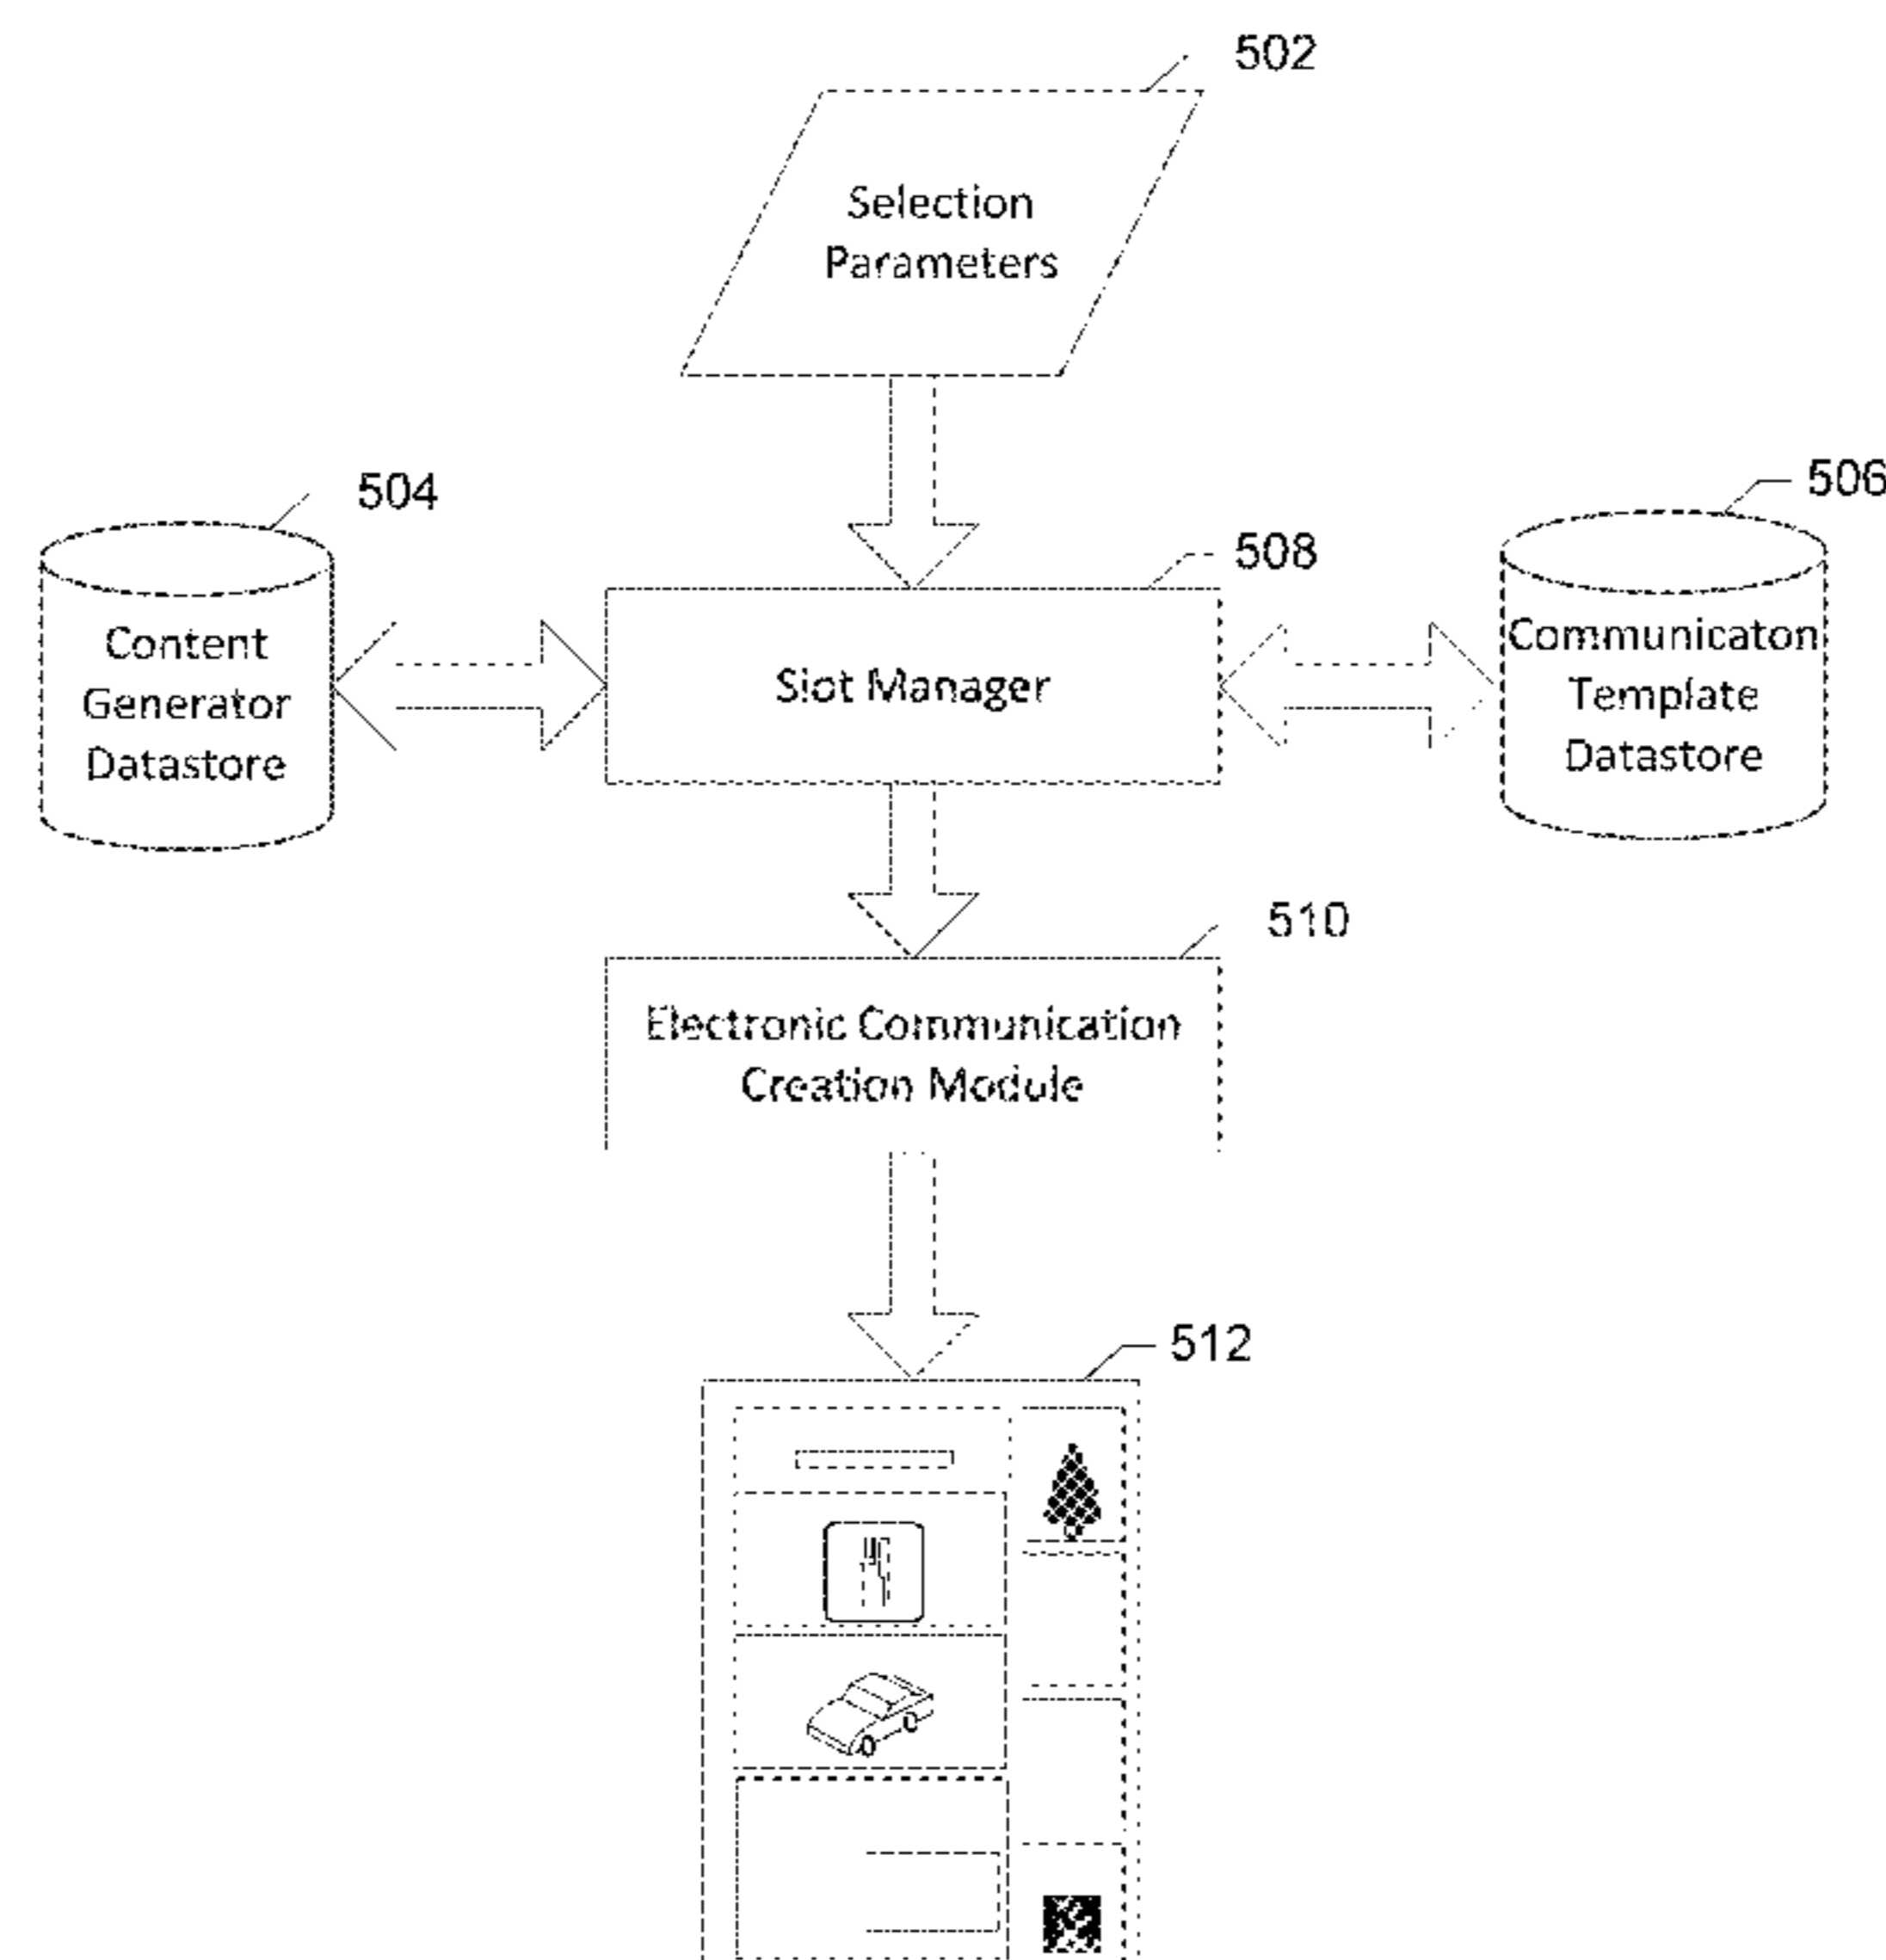 502
Selection
Parameters
504
506
508
Content
Generator
Datastore
Slot Manager
Communicaton
Template
Datastore
510
Electronic Communication
Creation Module
512